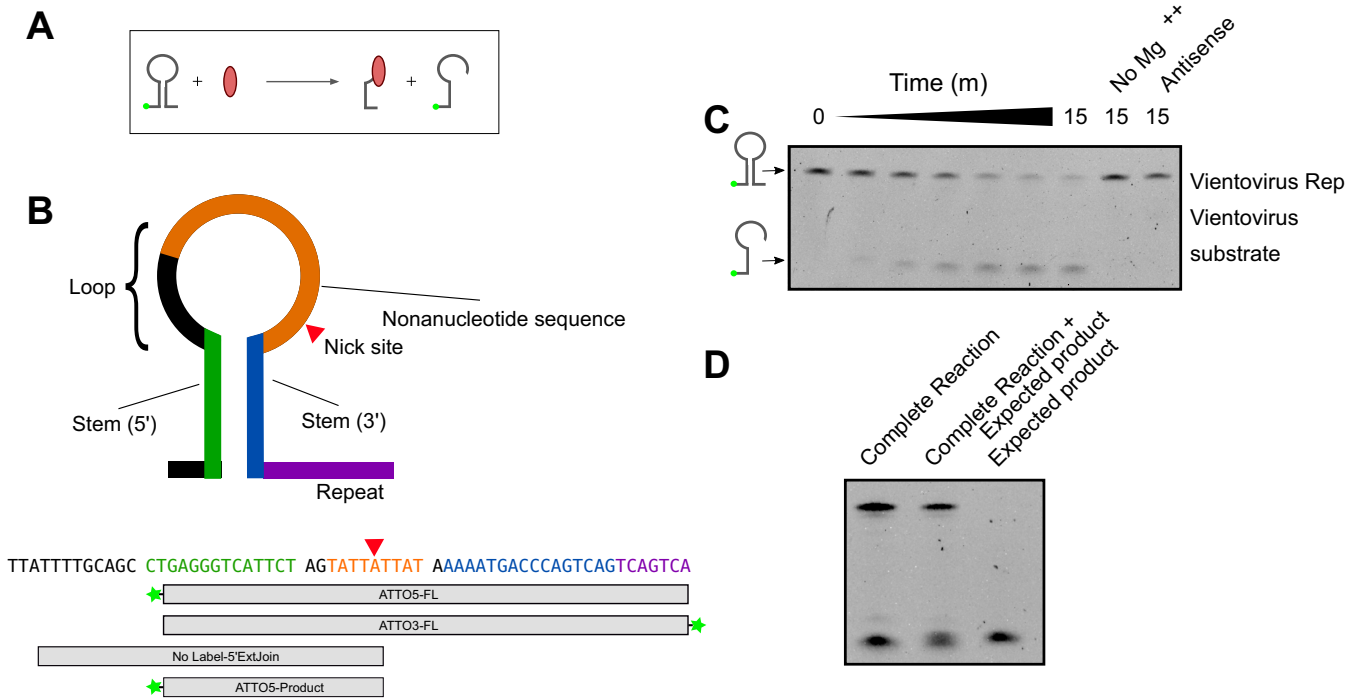 A
+
+
B
Loop
Nonanucleotide sequence
Nick site
Stem (5')
Stem (3')
Repeat
TTATTTTGCAGC CTGAGGGTCATTCT AGTATTATTAT AAAAATGACCCAGTCAGTCAGTCA
ATTO5-FL
ATTO3-FL
No Label-5'ExtJoin
ATTO5-Product
C
Time (m)
No Mg++
Antisense
0
15
15
15
Vientovirus Rep
Vientovirus
substrate
D
Complete Reaction
Complete Reaction +
Expected product
Expected product